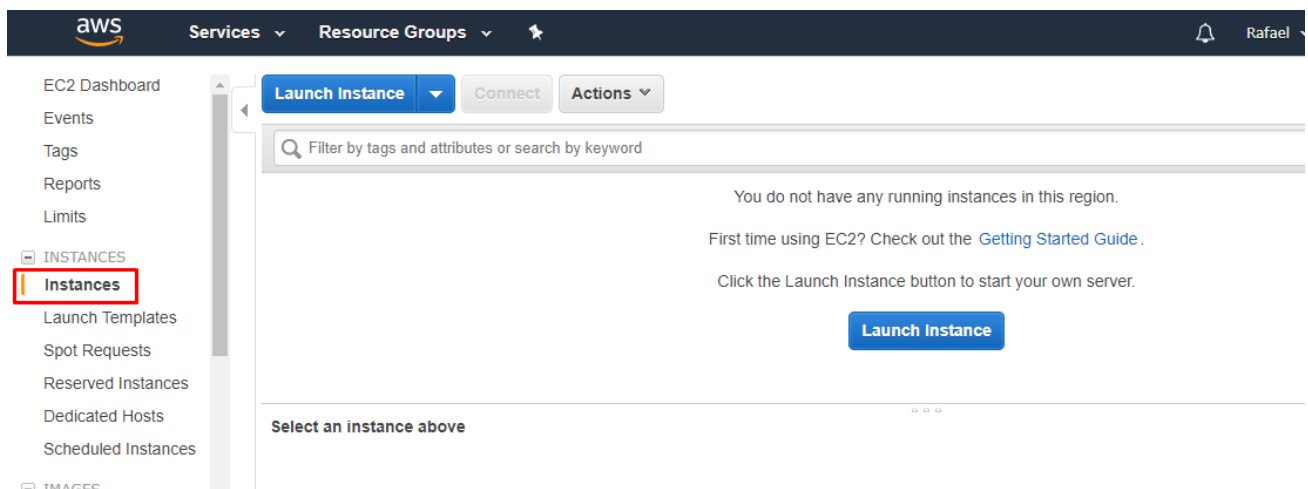 aws Services Resource Groups Rafael
EC2 Dashboard
Events
Tags
Reports
Limits
INSTANCES
Instances
Launch Templates
Spot Requests
Reserved Instances
Dedicated Hosts
Scheduled Instances
IMAGES
Launch Instance Connect Actions
Filter by tags and attributes or search by keyword
You do not have any running instances in this region.
First time using EC2? Check out the Getting Started Guide.
Click the Launch Instance button to start your own server.
Launch Instance
Select an instance above